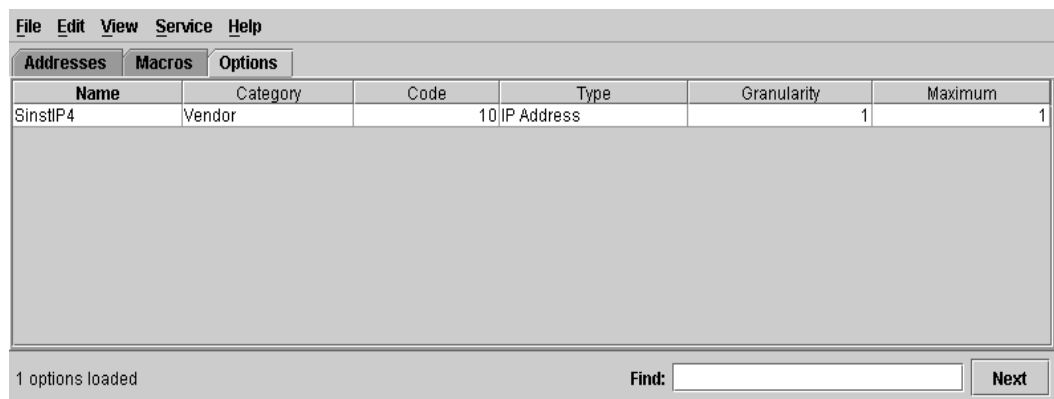 File Edit View Service Help
Addresses Macros Options
Name Category Code Type Granularity Maximum
SinstIP4 Vendor 10 IP Address 1 1
1 options loaded Find: Next